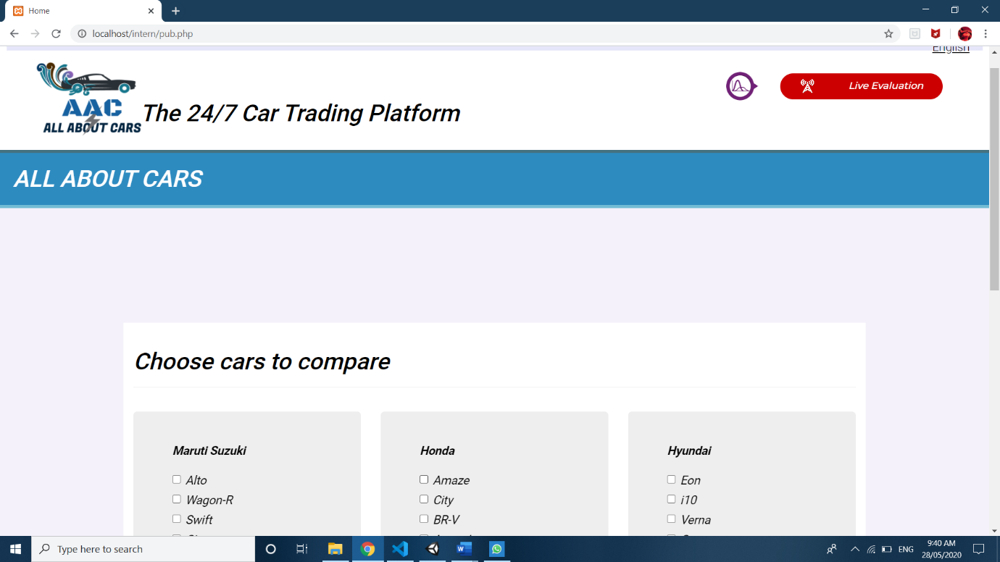 Home
localhost/intern/pub.php
English
AAC
ALL ABOUT CARS
The 24/7 Car Trading Platform
Live Evaluation
ALL ABOUT CARS
Choose cars to compare
Maruti Suzuki
Alto
Wagon-R
Swift
Honda
Amaze
City
BR-V
Hyundai
Eon
i10
Verna
Type here to search
ENG
9:40 AM
28/05/2020